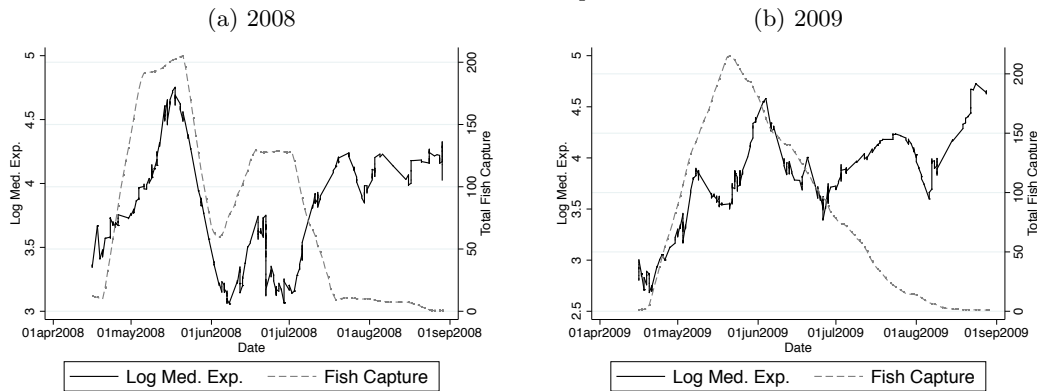 (a) 2008
Log Med. Exp.
5
4.5
4
3.5
3
200
150
100
50
0
Total Fish Capture
01apr2008 01may2008 01jun2008 01jul2008 01aug2008 01sep2008
Date
Log Med. Exp. Fish Capture
(b) 2009
Log Med. Exp.
5
4.5
4
3.5
3
2.5
200
150
100
50
0
Total Fish Capture
01apr2009 01may2009 01jun2009 01jul2009 01aug2009 01sep2009
Date
Log Med. Exp. Fish Capture